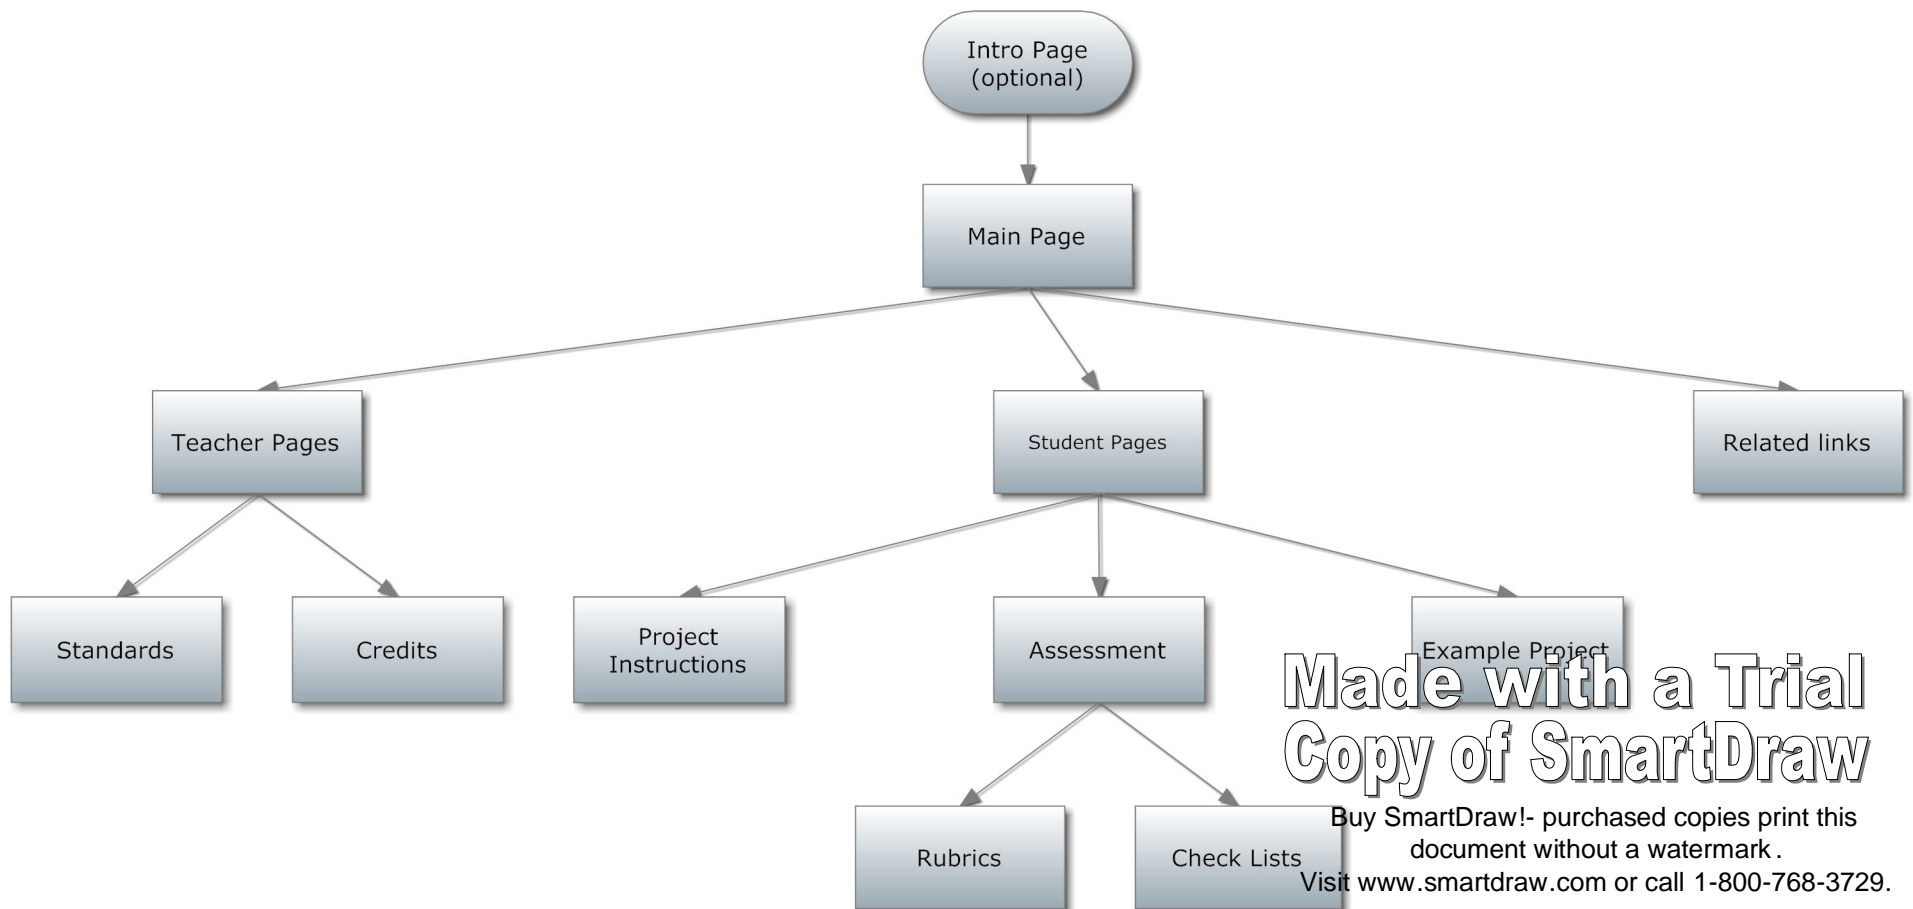 Intro Page
(optional)
Main Page
Teacher Pages
Student Pages
Related links
Standards
Credits
Project
Instructions
Assessment
Example Project
Made with a Trial
Copy of SmartDraw
Buy SmartDraw!- purchased copies print this
document without a watermark .
Visit www.smartdraw.com or call 1-800-768-3729.
Rubrics
Check Lists